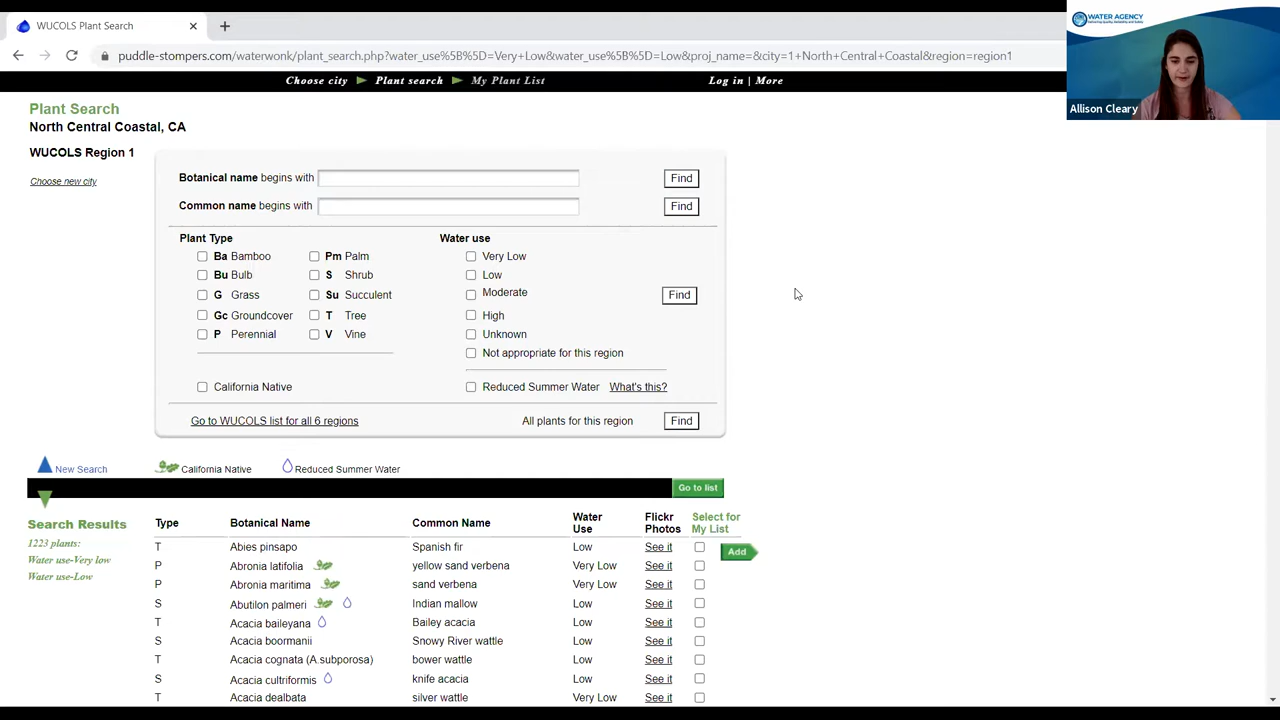 WUCOLS Plant Search
puddle-stompers.com/waterwonk/plant_search.php?water_use%5B%5D=Very+Low&water_use%5B%5D=Low&proj_name=&city=1+North+Central+Coastal&region=region1
WATER AGENCY
Allison Cleary
Choose city Plant search My Plant List Log in | More
Plant Search
North Central Coastal, CA
WUCOLS Region 1
Choose new city
Botanical name begins with Find
Common name begins with Find
Plant Type Water use
Ba Bamboo Pm Palm Very Low
Bu Bulb S Shrub Low
G Grass Su Succulent Moderate Find
Gc Groundcover T Tree High
P Perennial V Vine Unknown
Not appropriate for this region
California Native Reduced Summer Water What's this?
Go to WUCOLS list for all 6 regions All plants for this region Find
New Search California Native Reduced Summer Water
Go to list
Search Results
1223 plants:
Water use-Very low
Water use-Low
Type Botanical Name Common Name Water Use Flickr Photos Select for My List
T Abies pinsapo Spanish fir Low See it Add
P Abronia latifolia yellow sand verbena Very Low See it
P Abronia maritima sand verbena Very Low See it
S Abutilon palmeri Indian mallow Low See it
T Acacia baileyana Bailey acacia Low See it
S Acacia boormanii Snowy River wattle Low See it
T Acacia cognata (A.subporosa) bower wattle Low See it
S Acacia cultriformis knife acacia Low See it
T Acacia dealbata silver wattle Very Low See it